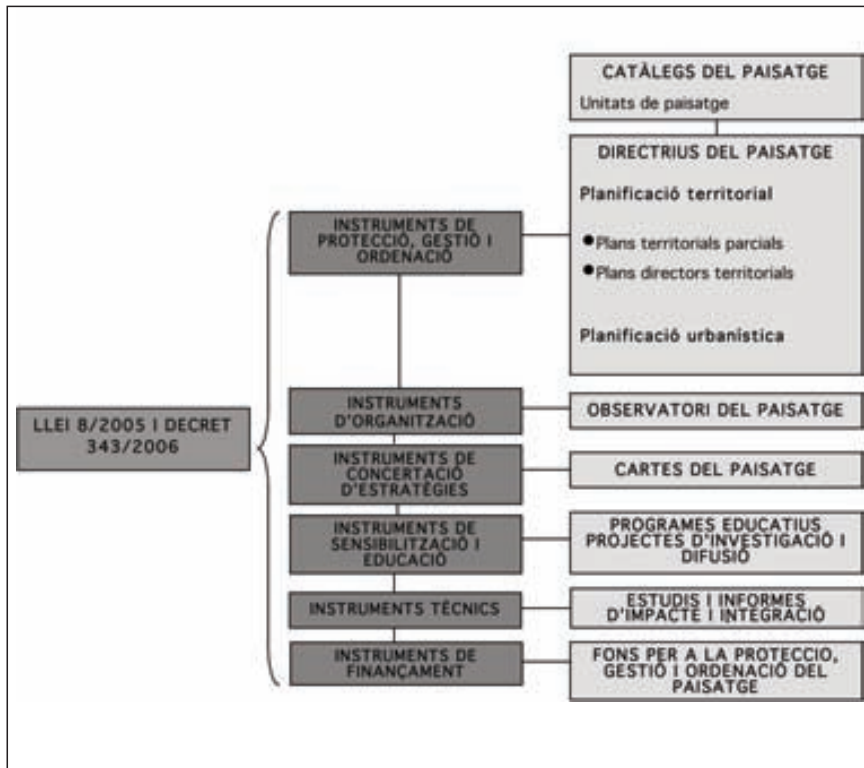 LLEI 8/2005 I DECRET
343/2006
INSTRUMENTS DE
PROTECCIÓ, GESTIÓ I
ORDENACIÓ
CATÀLEGS DEL PAISATGE
Unitats de paisatge
DIRECTRIUS DEL PAISATGE
Planificació territorial
●Plans territorials parcials
●Plans directors territorials
Planificació urbanística
INSTRUMENTS
D'ORGANITZACIÓ
OBSERVATORI DEL PAISATGE
INSTRUMENTS DE
CONCERTACIÓ
D'ESTRATÈGIES
CARTES DEL PAISATGE
INSTRUMENTS DE
SENSIBILITZACIÓ I
EDUCACIÓ
PROGRAMES EDUCATIUS
PROJECTES D'INVESTIGACIÓ I
DIFUSIÓ
INSTRUMENTS TÈCNICS
ESTUDIS I INFORMES
D'IMPACTE I INTEGRACIÓ
INSTRUMENTS DE
FINANÇAMENT
FONS PER A LA PROTECCIO,
GESTIÓ I ORDENACIÓ DEL
PAISATGE